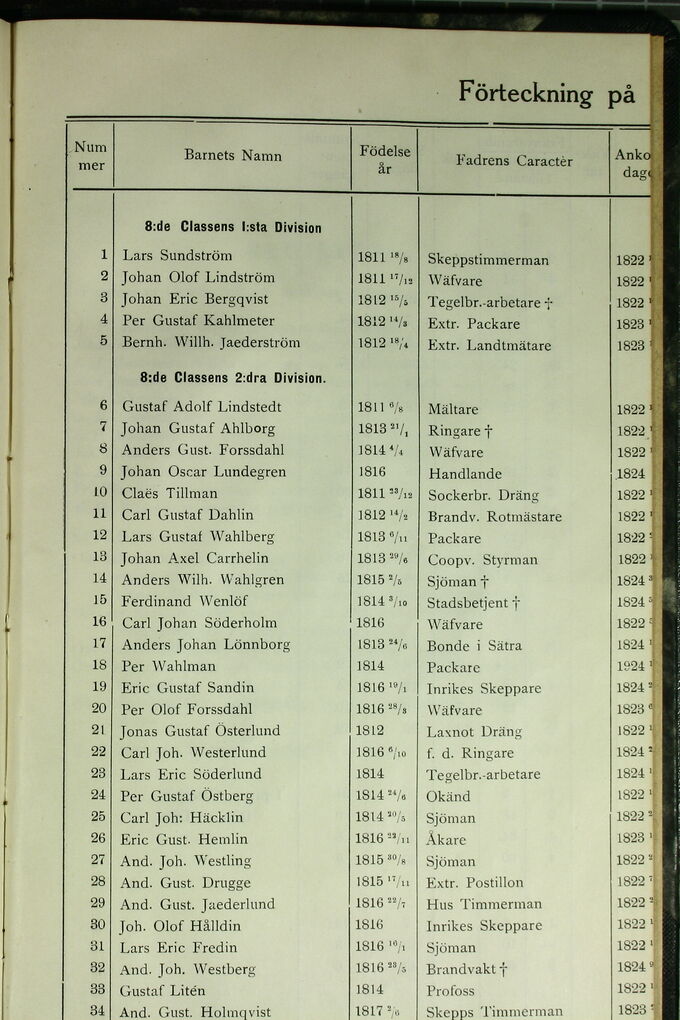 Förteckning på
Num mer Barnets Namn Födelse år Fadrens Caractèr
8:de Classens 1:sta Division
1 Lars Sundström 1811 18/8 Skeppstimmerman 1822
2 Johan Olof Lindström 1811 17/12 Wäfvare 1822
3 Johan Eric Bergqvist 1812 15/5 Tegelbr.-arbetare † 1822
4 Per Gustaf Kahlmeter 1812 14/3 Extr. Packare 1823
5 Bernh. Willh. Jaederström 1812 18/4 Extr. Landtmätare 1823
8:de Classens 2:dra Division.
6 Gustaf Adolf Lindstedt 1811 6/8 Mältare 1822
7 Johan Gustaf Ahlborg 1813 21/1 Ringare † 1822
8 Anders Gust. Forssdahl 1814 4/4 Wäfvare 1822
9 Johan Oscar Lundegren 1816 Handlande 1824
10 Claës Tillman 1811 23/12 Sockerbr. Dräng 1822
11 Carl Gustaf Dahlin 1812 14/2 Brandv. Rotmästare 1822
12 Lars Gustaf Wahlberg 1813 6/11 Packare 1822
13 Johan Axel Carrhelin 1813 29/6 Coopv. Styrman 1822
14 Anders Wilh. Wahlgren 1815 2/5 Sjöman † 1824
15 Ferdinand Wenlöf 1814 3/10 Stadsbetjent † 1824
16 Carl Johan Söderholm 1816 Wäfvare 1822
17 Anders Johan Lönnborg 1813 24/6 Bonde i Sätra 1824
18 Per Wahlman 1814 Packare 1924
19 Eric Gustaf Sandin 1816 19/1 Inrikes Skeppare 1824
20 Per Olof Forssdahl 1816 28/3 Wäfvare 1823
21 Jonas Gustaf Österlund 1812 Laxnot Dräng 1822
22 Carl Joh. Westerlund 1816 6/10 f. d. Ringare 1824
23 Lars Eric Söderlund 1814 Tegelbr.-arbetare 1824
24 Per Gustaf Östberg 1814 24/6 Okänd 1822
25 Carl Joh: Häcklin 1814 20/5 Sjöman 1822
26 Eric Gust. Hemlin 1816 22/11 Åkare 1823
27 And. Joh. Westling 1815 30/8 Sjöman 1822
28 And. Gust. Drugge 1815 17/11 Extr. Postillon 1822
29 And. Gust. Jaederlund 1816 22/7 Hus Timmerman 1822
30 Joh. Olof Hålldin 1816 Inrikes Skeppare 1822
31 Lars Eric Fredin 1816 16/1 Sjöman 1822
32 And. Joh. Westberg 1816 23/5 Brandvakt † 1824
33 Gustaf Litén 1814 Profoss 1822
34 And. Gust. Holmqvist 1817 2/6 Skepps Timmerman 1823